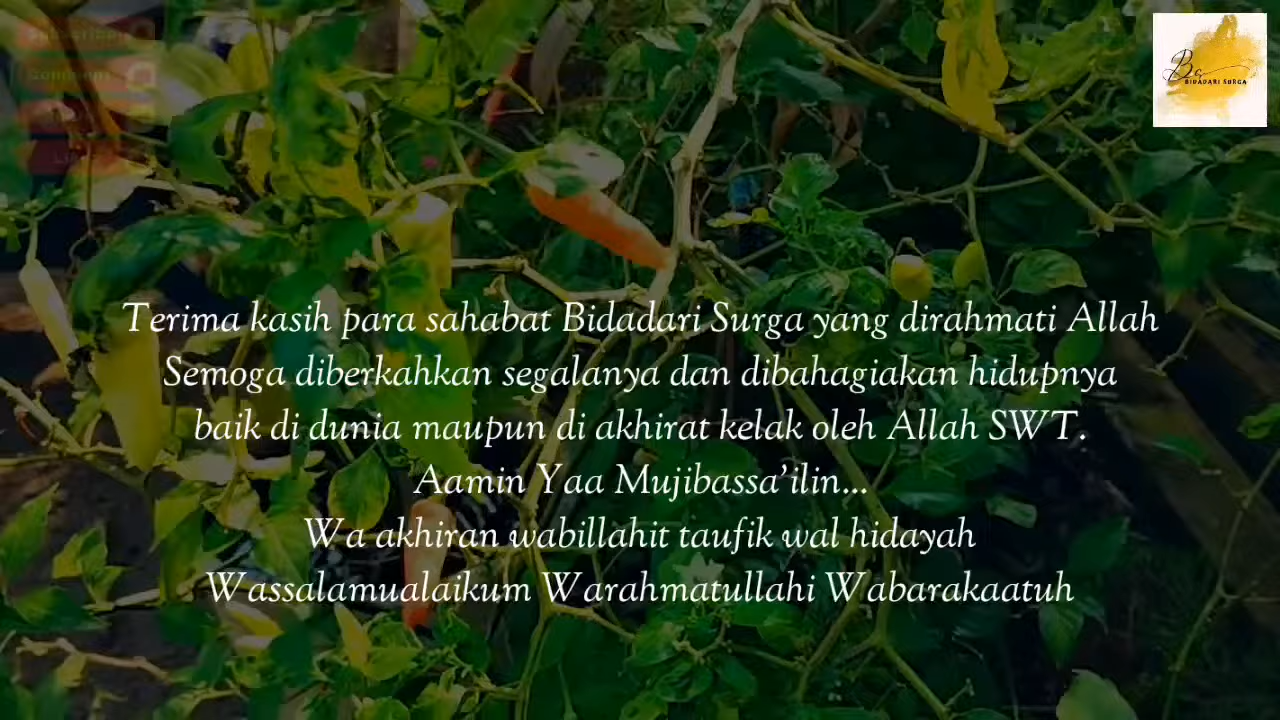 BIDADARI SURGA
Terima kasih para sahabat Bidadari Surga yang dirahmati Allah
Semoga diberkahkan segalanya dan dibahagiakan hidupnya
baik di dunia maupun di akhirat kelak oleh Allah SWT.
Aamin Yaa Mujibassa'ilin...
Wa akhiran wabillahit taufik wal hidayah
Wassalamualaikum Warahmatullahi Wabarakaatuh